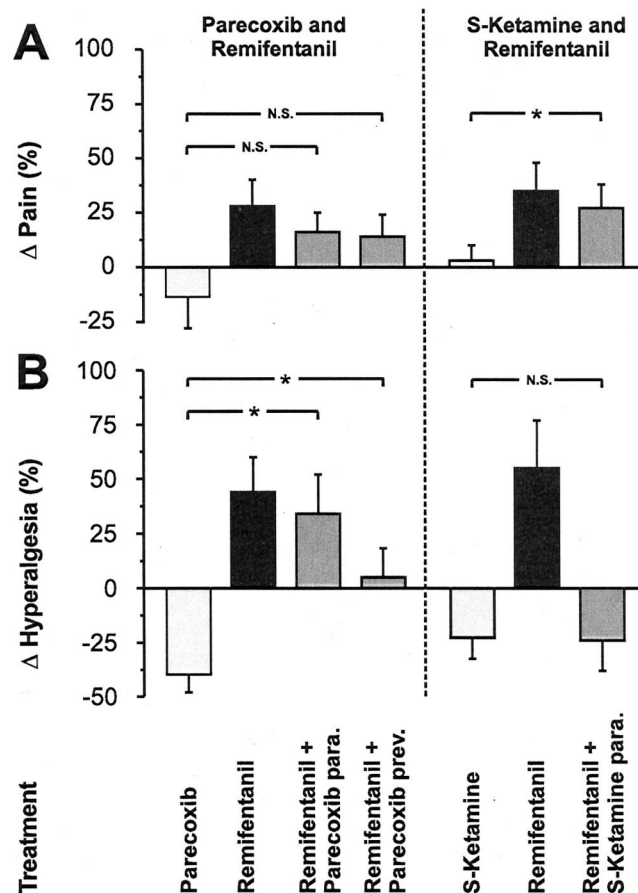 A
Parecoxib and
Remifentanil
S-Ketamine and
Remifentanil
Δ Pain (%)
100
75
50
25
0
-25
N.S.
N.S.
*
B
Δ Hyperalgesia (%)
100
75
50
25
0
-25
-50
*
*
N.S.
Treatment
Parecoxib
Remifentanil
Remifentanil +
Parecoxib para.
Remifentanil +
Parecoxib prev.
S-Ketamine
Remifentanil
Remifentanil +
S-Ketamine para.